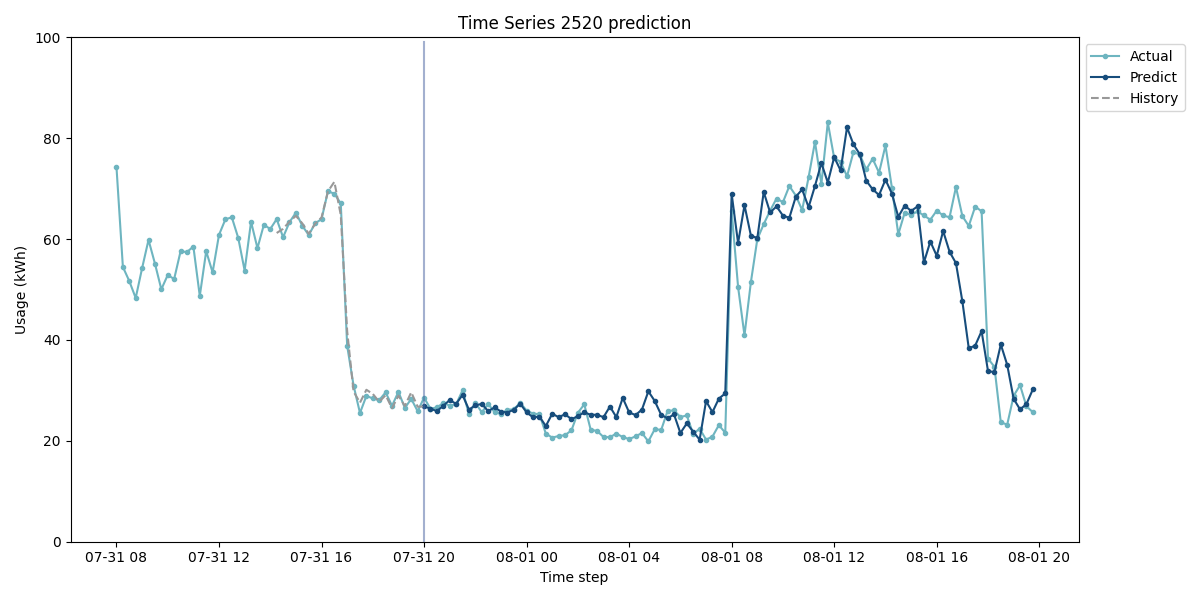 Time Series 2520 prediction
100
80
60
40
20
0
Usage (kWh)
07-31 08
07-31 12
07-31 16
07-31 20
08-01 00
08-01 04
08-01 08
08-01 12
08-01 16
08-01 20
Time step
Actual
Predict
History